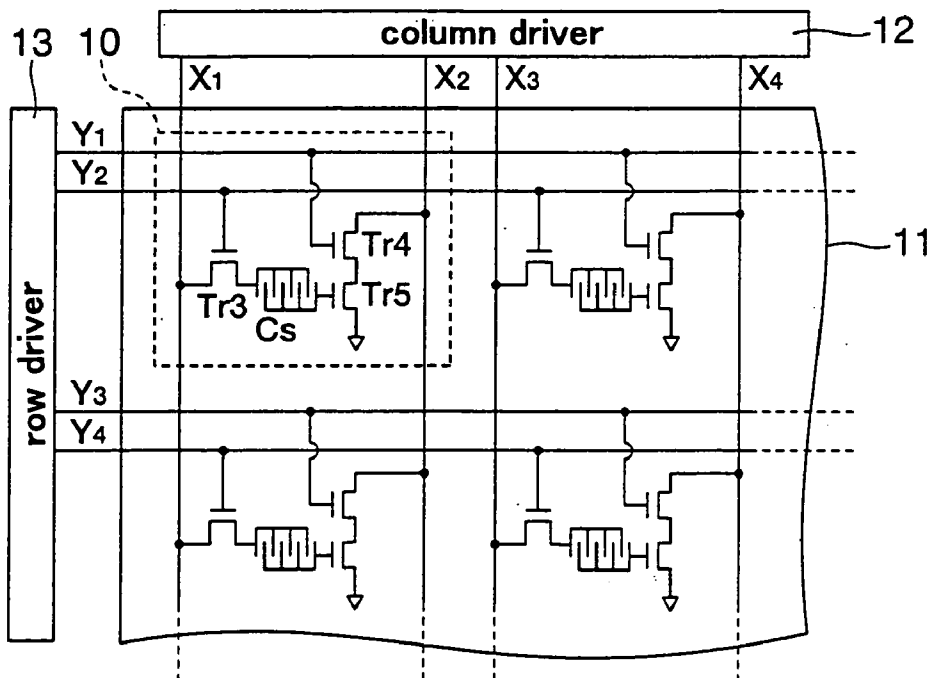 column driver
12
13
10
X1
X2
X3
X4
Y1
Y2
11
Tr4
Tr3
Tr5
Cs
row driver
Y3
Y4